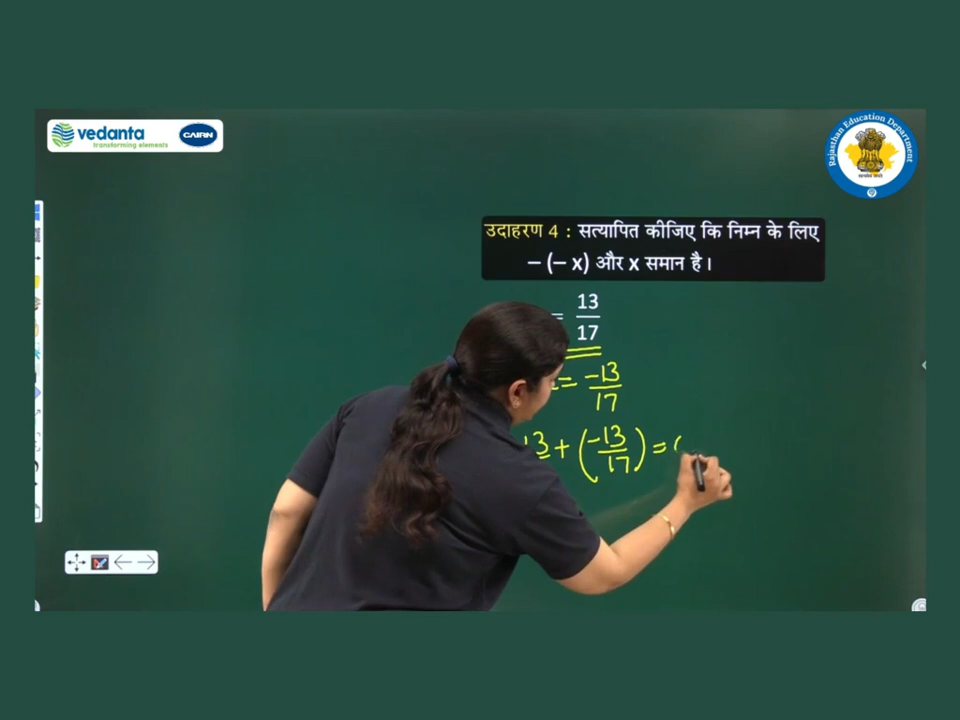 vedanta
transforming elements
CAIRN
Rajasthan Education Department
उदाहरण 4 : सत्यापित कीजिए कि निम्न के लिए
– (– x) और x समान है।
= 13/17
= -13/17
13 + (-13/17) =